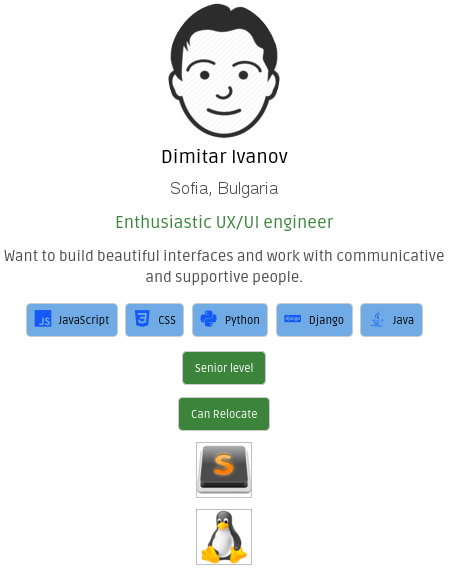 Dimitar Ivanov
Sofia, Bulgaria
Enthusiastic UX/UI engineer
Want to build beautiful interfaces and work with communicative
and supportive people.
JS JavaScript 3 CSS Python django Django Java
Senior level
Can Relocate
S